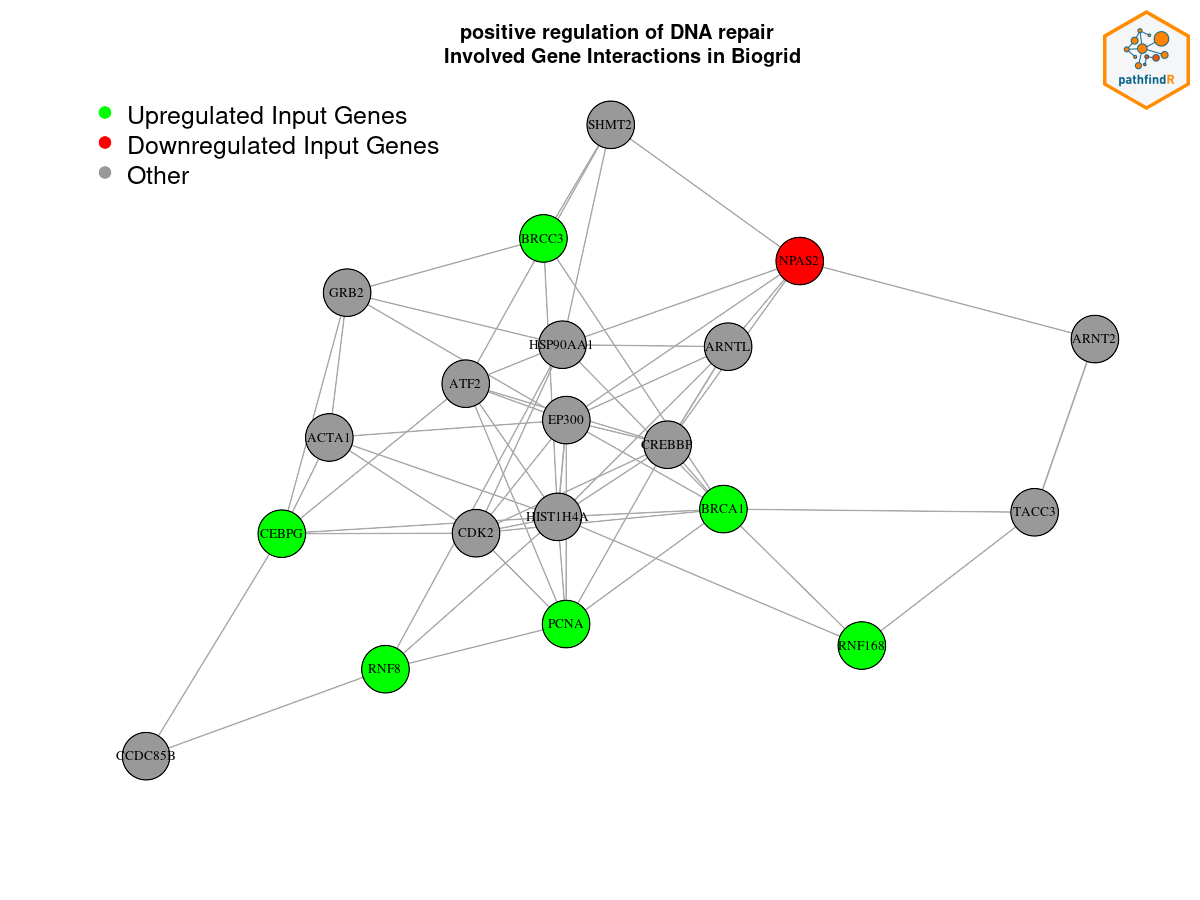 positive regulation of DNA repair
Involved Gene Interactions in Biogrid
pathfindR
Upregulated Input Genes
Downregulated Input Genes
Other
SHMT2
BRCC3
NPAS2
GRB2
ARNT2
HSP90AA1
ARNTL
ATF2
EP300
ACTA1
CREBBP
BRCA1
TACC3
HIST1H4A
CEBPG
CDK2
PCNA
RNF168
RNF8
CCDC85B